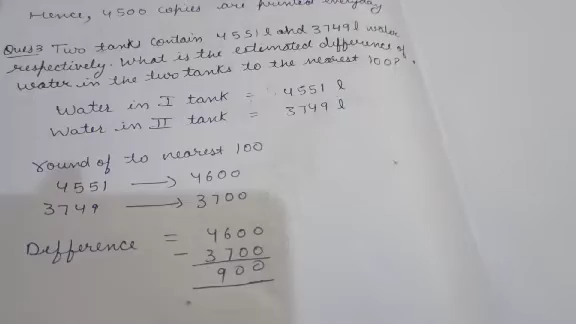 Hence, 4500 copies are printed everyday
Ques3 Two tank contain 4551 l and 3749 l water
respectively. What is the estimated difference of
water in the two tanks to the nearest 100?
Water in I tank = 4551 l
Water in II tank = 3749 l
round of to nearest 100
4551 → 4600
3749 → 3700
Defference = 4600
- 3700
900